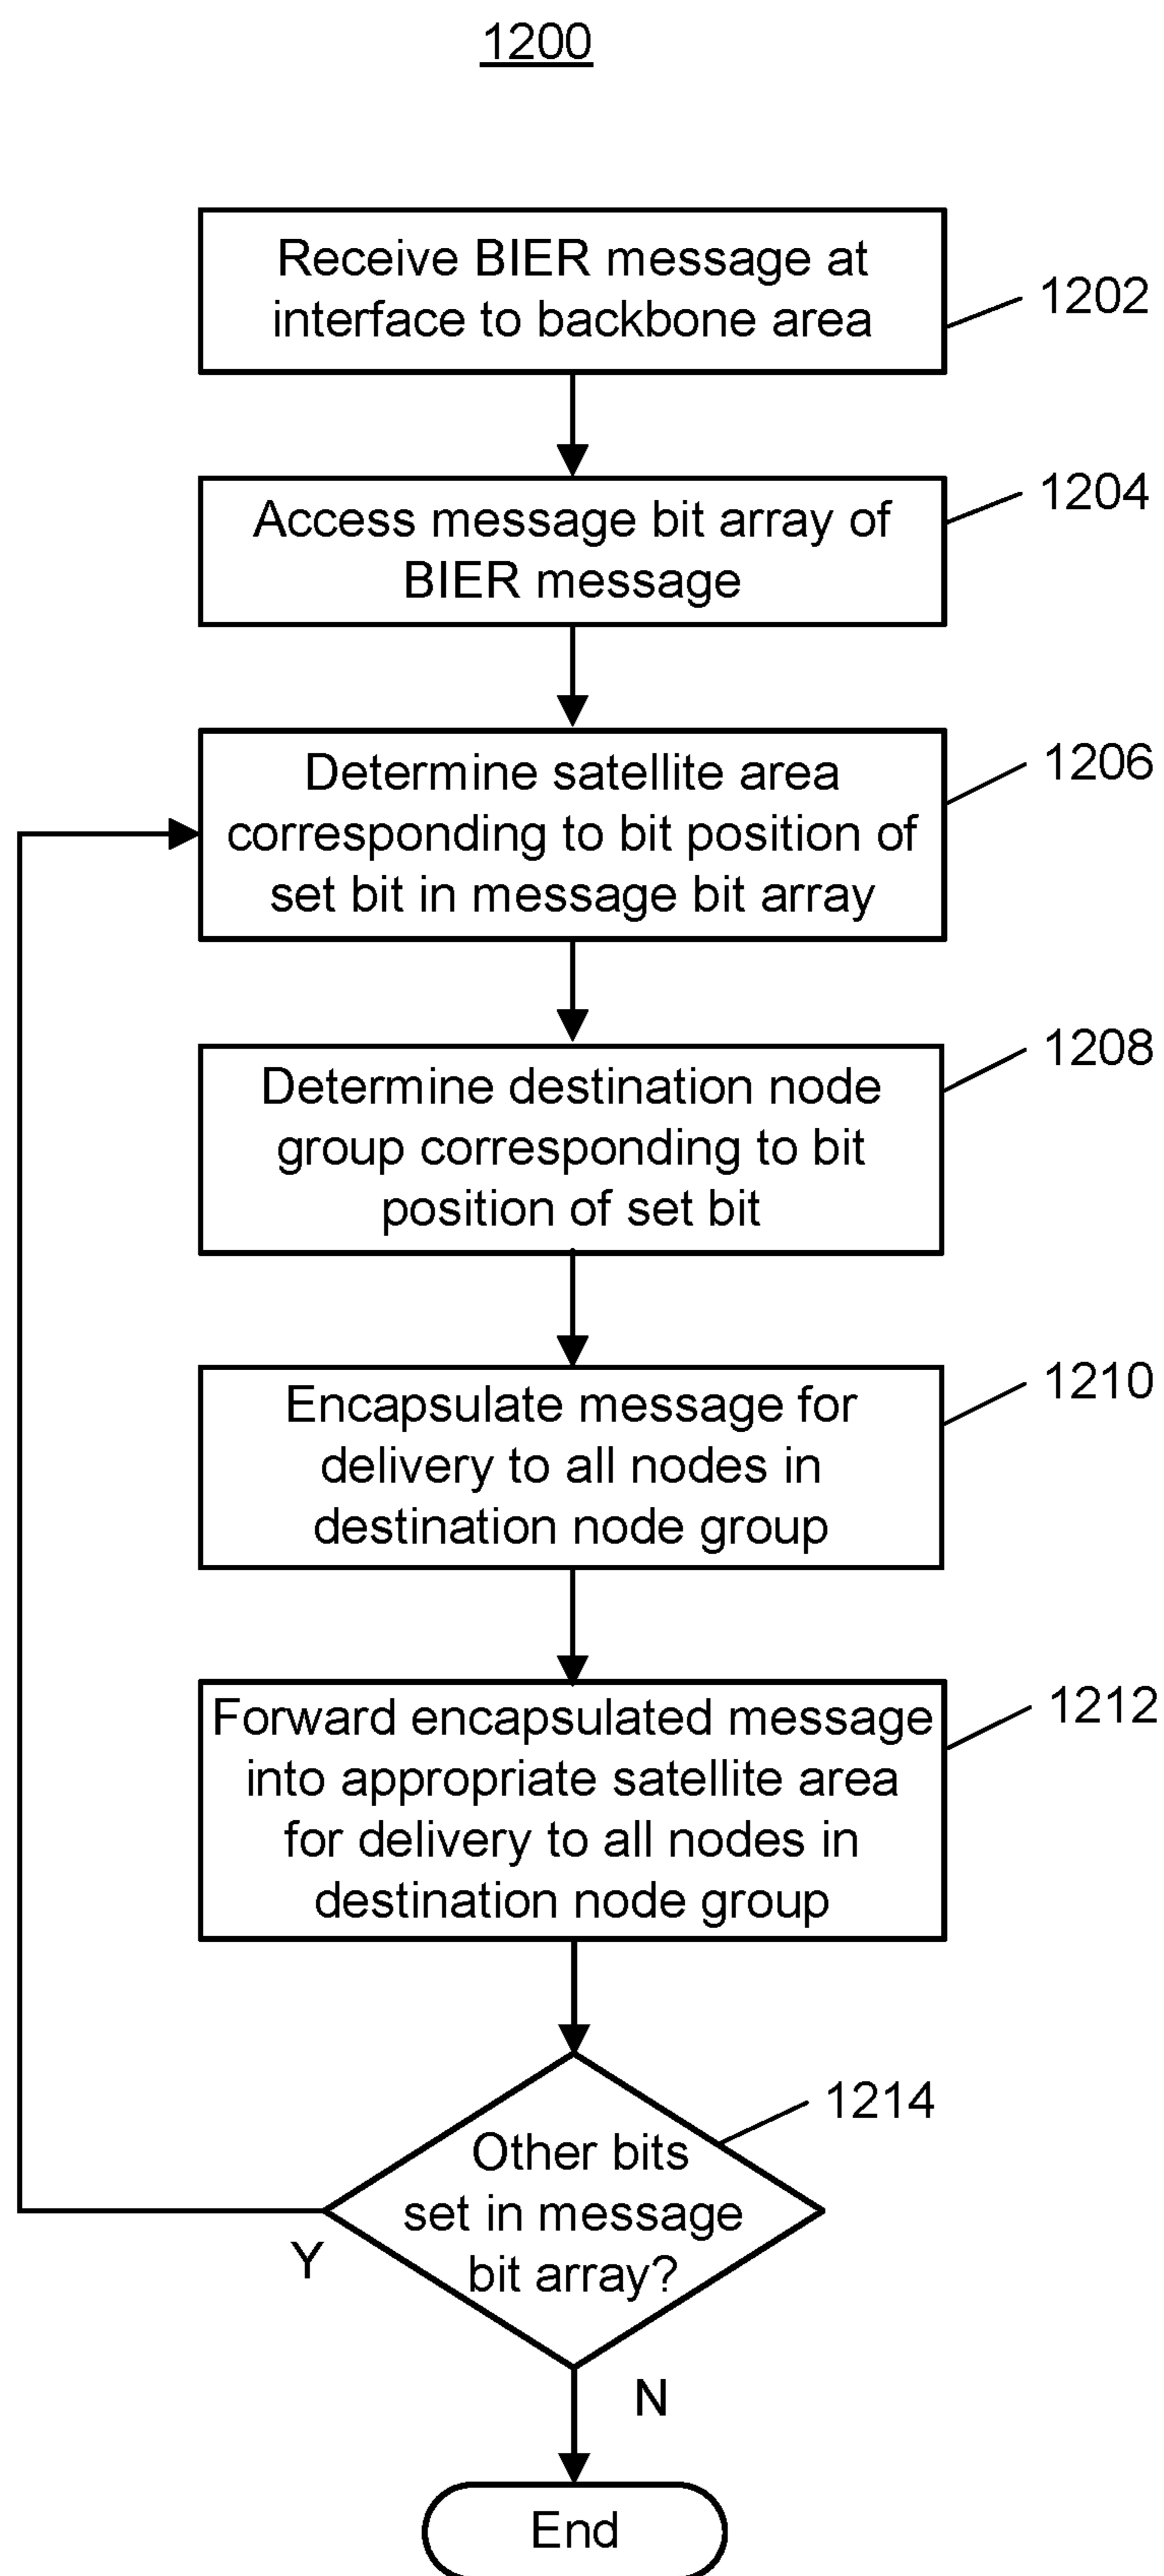 1200
Receive BIER message at
interface to backbone area
1202
Access message bit array of
BIER message
1204
Determine satellite area
corresponding to bit position of
set bit in message bit array
1206
Determine destination node
group corresponding to bit
position of set bit
1208
Encapsulate message for
delivery to all nodes in
destination node group
1210
Forward encapsulated message
into appropriate satellite area
for delivery to all nodes in
destination node group
1212
Other bits
set in message
bit array?
1214
Y
N
End